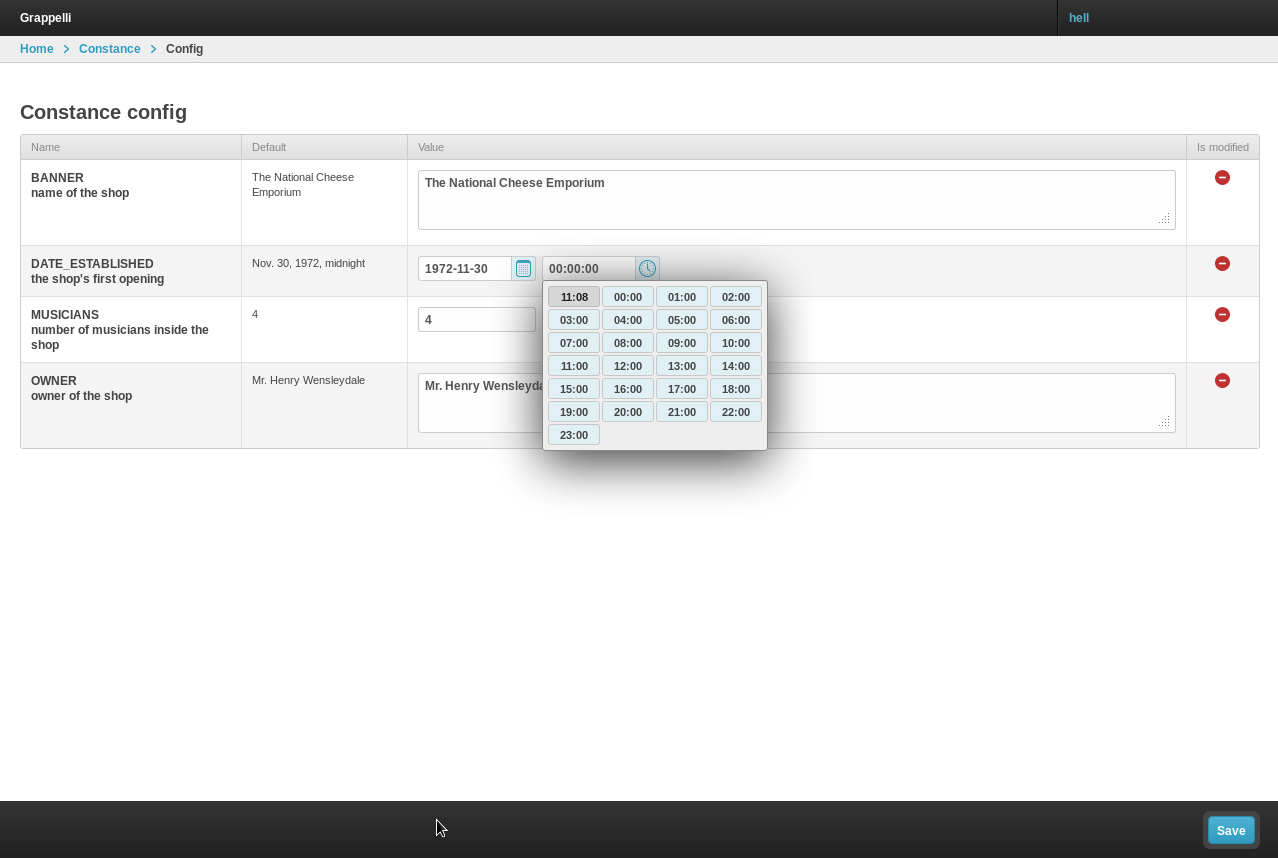 Grappelli
hell
Home
Constance
Config
Constance config
Name Default Value Is modified
BANNER
name of the shop
The National Cheese
Emporium
The National Cheese Emporium
DATE_ESTABLISHED
the shop's first opening
Nov. 30, 1972, midnight
1972-11-30
00:00:00
11:08 00:00 01:00 02:00
03:00 04:00 05:00 06:00
07:00 08:00 09:00 10:00
11:00 12:00 13:00 14:00
15:00 16:00 17:00 18:00
19:00 20:00 21:00 22:00
23:00
MUSICIANS
number of musicians inside the
shop
4
4
OWNER
owner of the shop
Mr. Henry Wensleydale
Mr. Henry Wensleyda
Save